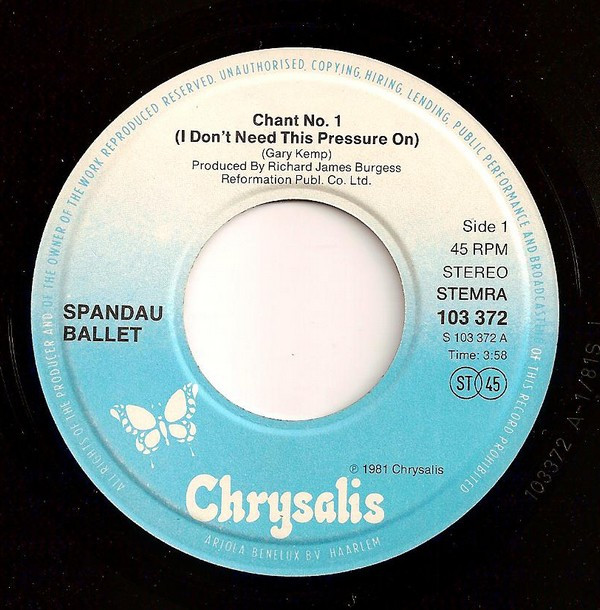 Chant No. 1
(I Don't Need This Pressure On)
(Gary Kemp)
Produced By Richard James Burgess
Reformation Publ. Co. Ltd.
Side 1
45 RPM
STEREO
STEMRA
103 372
S 103 372 A
Time: 3:58
ST 45
SPANDAU
BALLET
℗ 1981 Chrysalis
Chrysalis
ARIOLA BENELUX B.V. HAARLEM
ALL RIGHTS OF THE PRODUCER AND OF THE OWNER OF THE WORK REPRODUCED RESERVED. UNAUTHORISED, COPYING, HIRING, LENDING, PUBLIC PERFORMANCE AND BROADCASTING OF THIS RECORD PROHIBITED
103372 A-1/81S